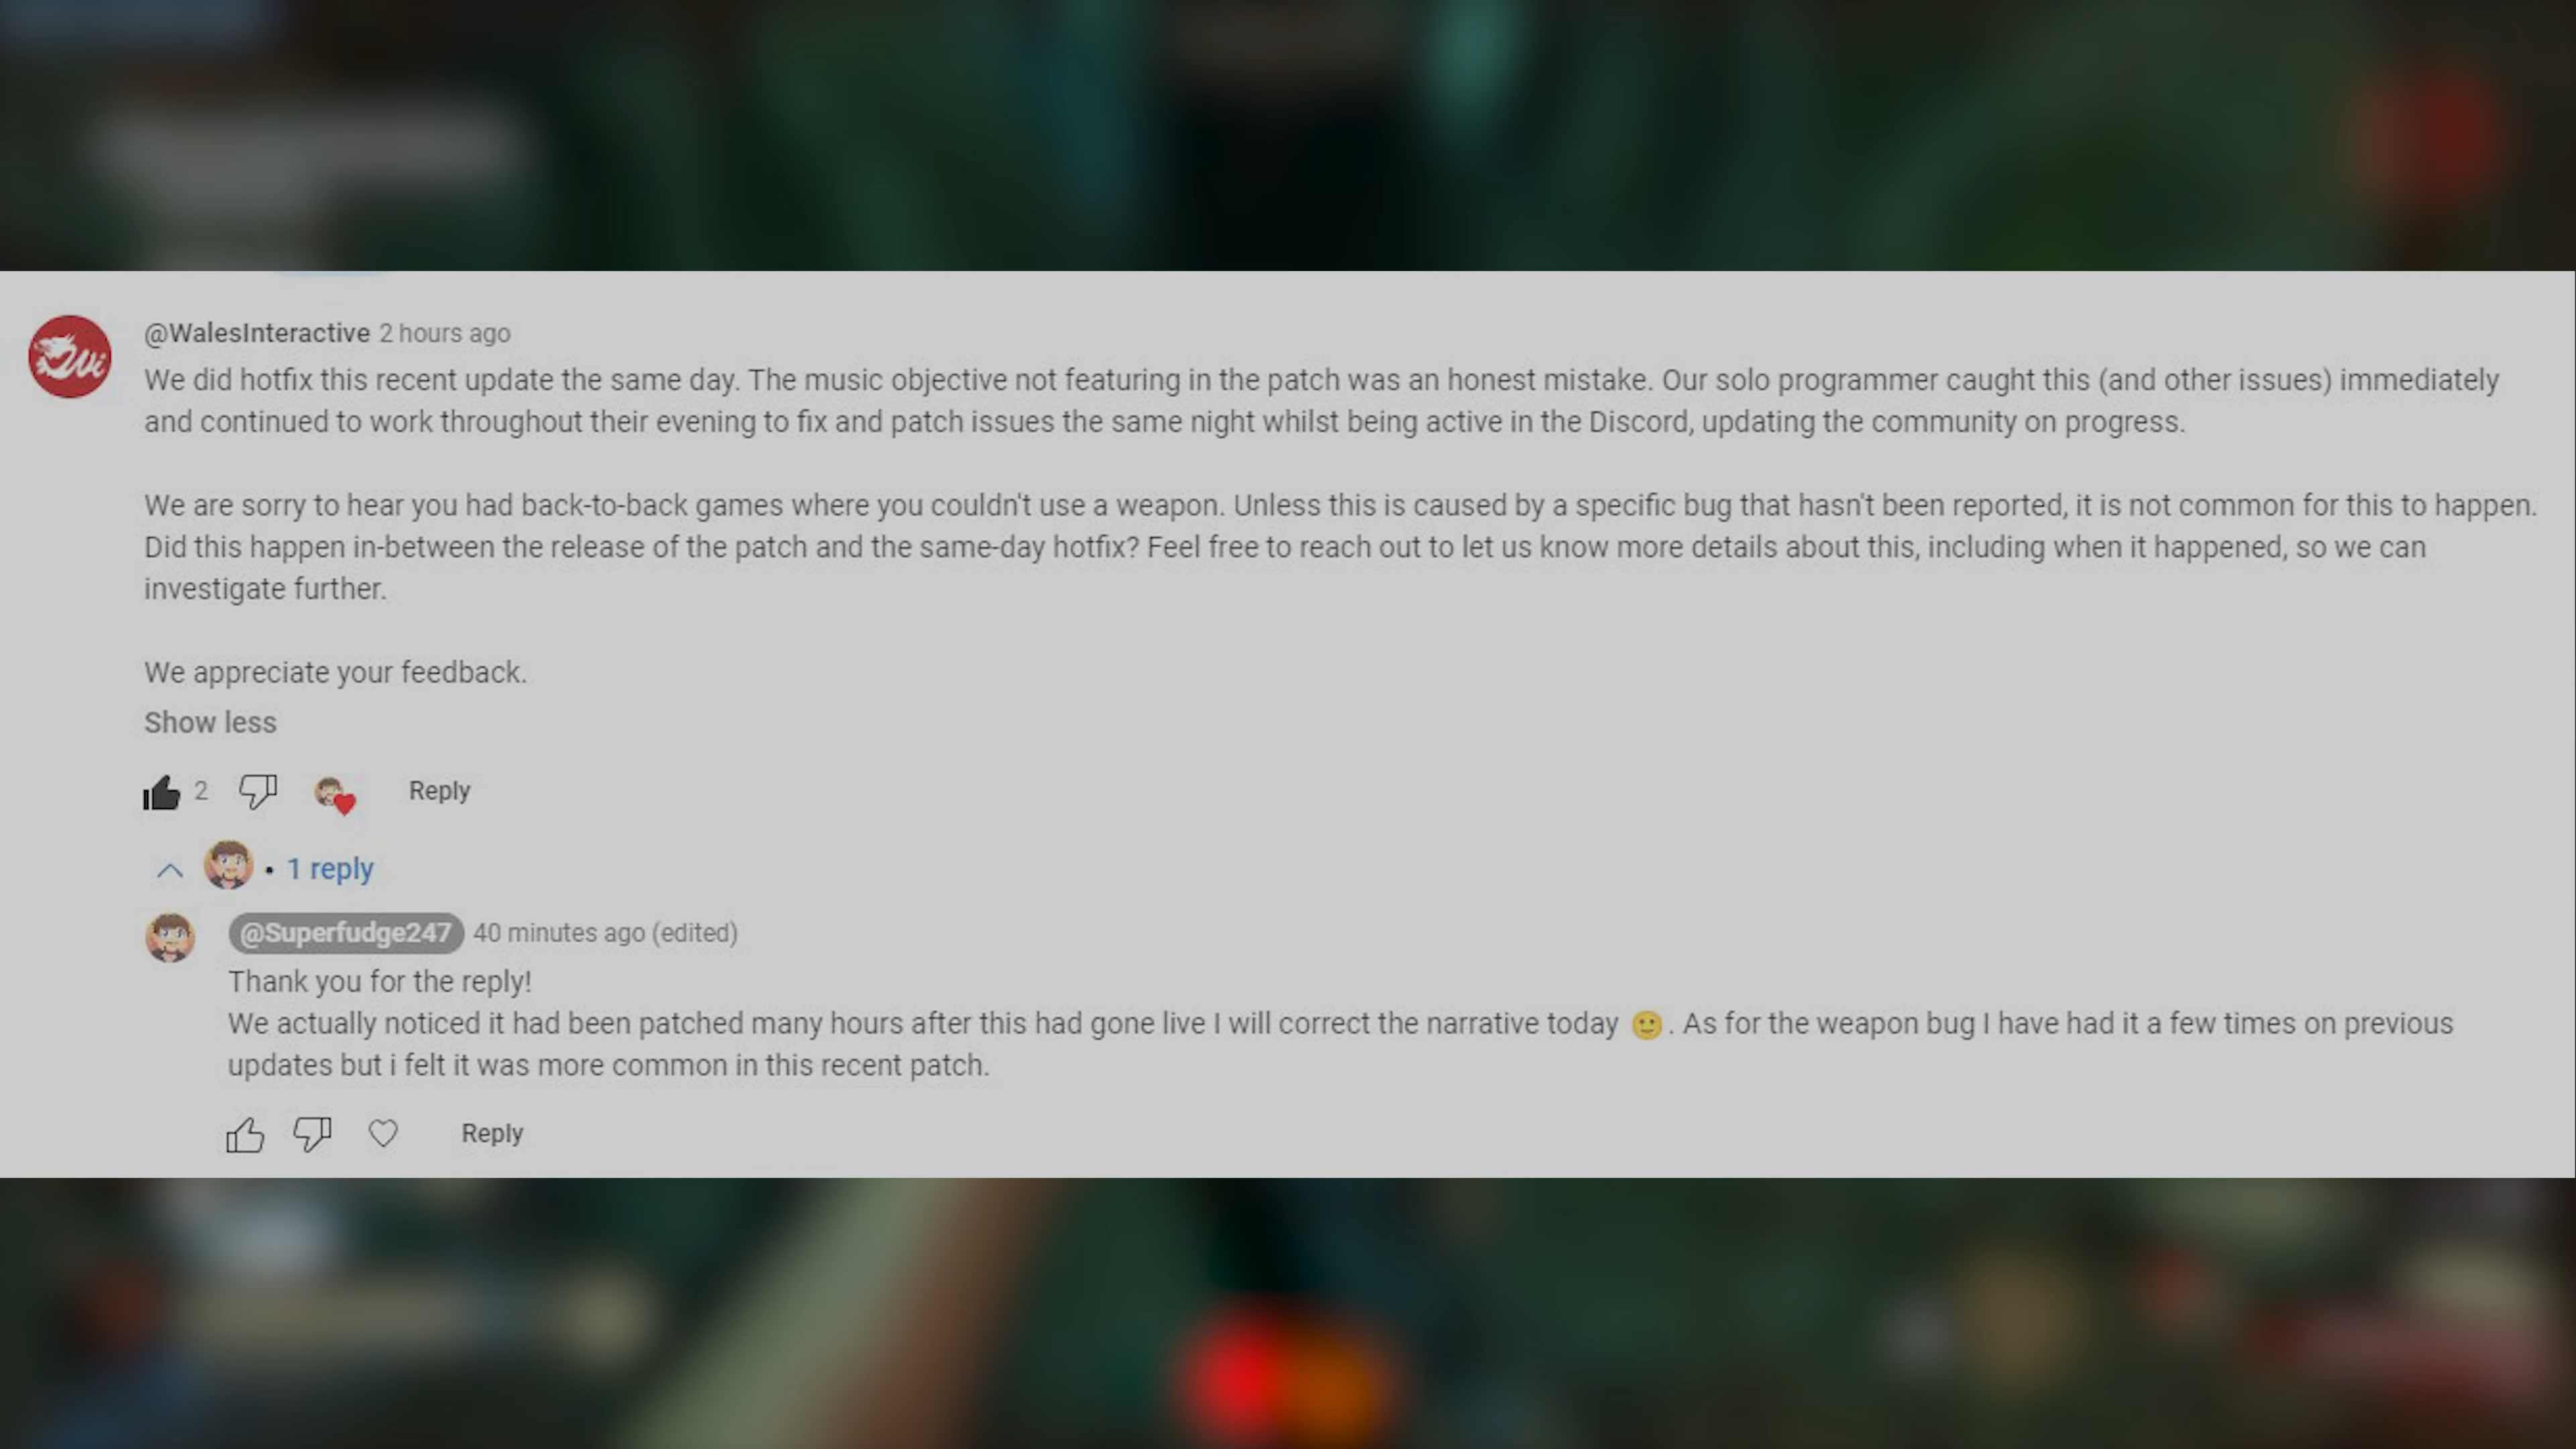 @WalesInteractive 2 hours ago
We did hotfix this recent update the same day. The music objective not featuring in the patch was an honest mistake. Our solo programmer caught this (and other issues) immediately
and continued to work throughout their evening to fix and patch issues the same night whilst being active in the Discord, updating the community on progress.
We are sorry to hear you had back-to-back games where you couldn't use a weapon. Unless this is caused by a specific bug that hasn't been reported, it is not common for this to happen.
Did this happen in-between the release of the patch and the same-day hotfix? Feel free to reach out to let us know more details about this, including when it happened, so we can
investigate further.
We appreciate your feedback.
Show less
2 Reply
• 1 reply
@Superfudge247 40 minutes ago (edited)
Thank you for the reply!
We actually noticed it had been patched many hours after this had gone live I will correct the narrative today 🙂. As for the weapon bug I have had it a few times on previous
updates but i felt it was more common in this recent patch.
Reply
Wi